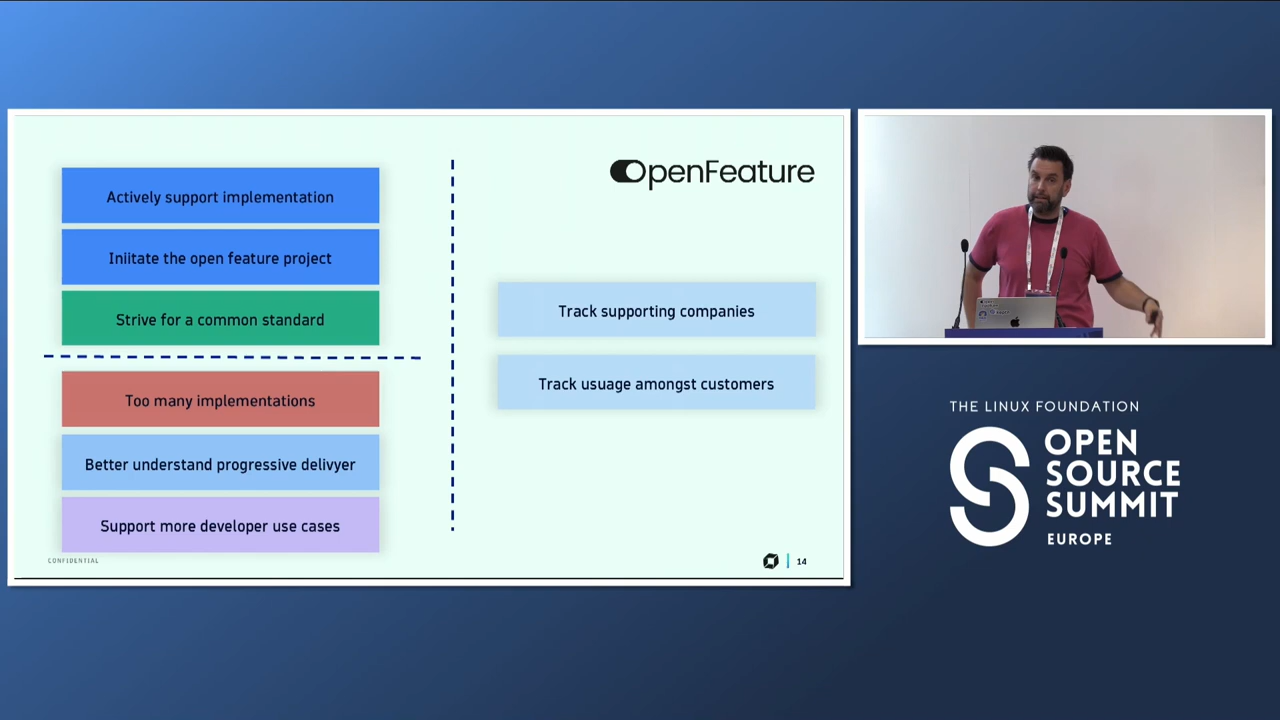 OpenFeature
Actively support implementation
Iniitate the open feature project
Strive for a common standard
Too many implementations
Better understand progressive delivyer
Support more developer use cases
Track supporting companies
Track usuage amongst customers
CONFIDENTIAL
14
THE LINUX FOUNDATION
OPEN
SOURCE
SUMMIT
EUROPE